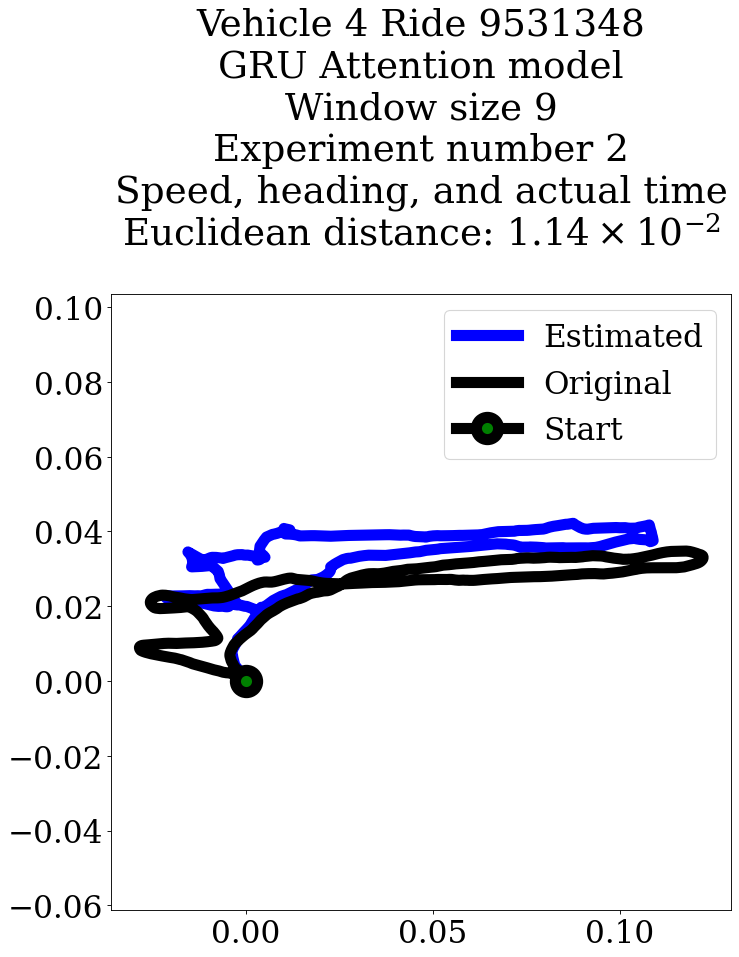 Vehicle 4 Ride 9531348
GRU Attention model
Window size 9
Experiment number 2
Speed, heading, and actual time
Euclidean distance: 1.14 × 10⁻²
Estimated
Original
Start
0.10
0.08
0.06
0.04
0.02
0.00
−0.02
−0.04
−0.06
0.00 0.05 0.10